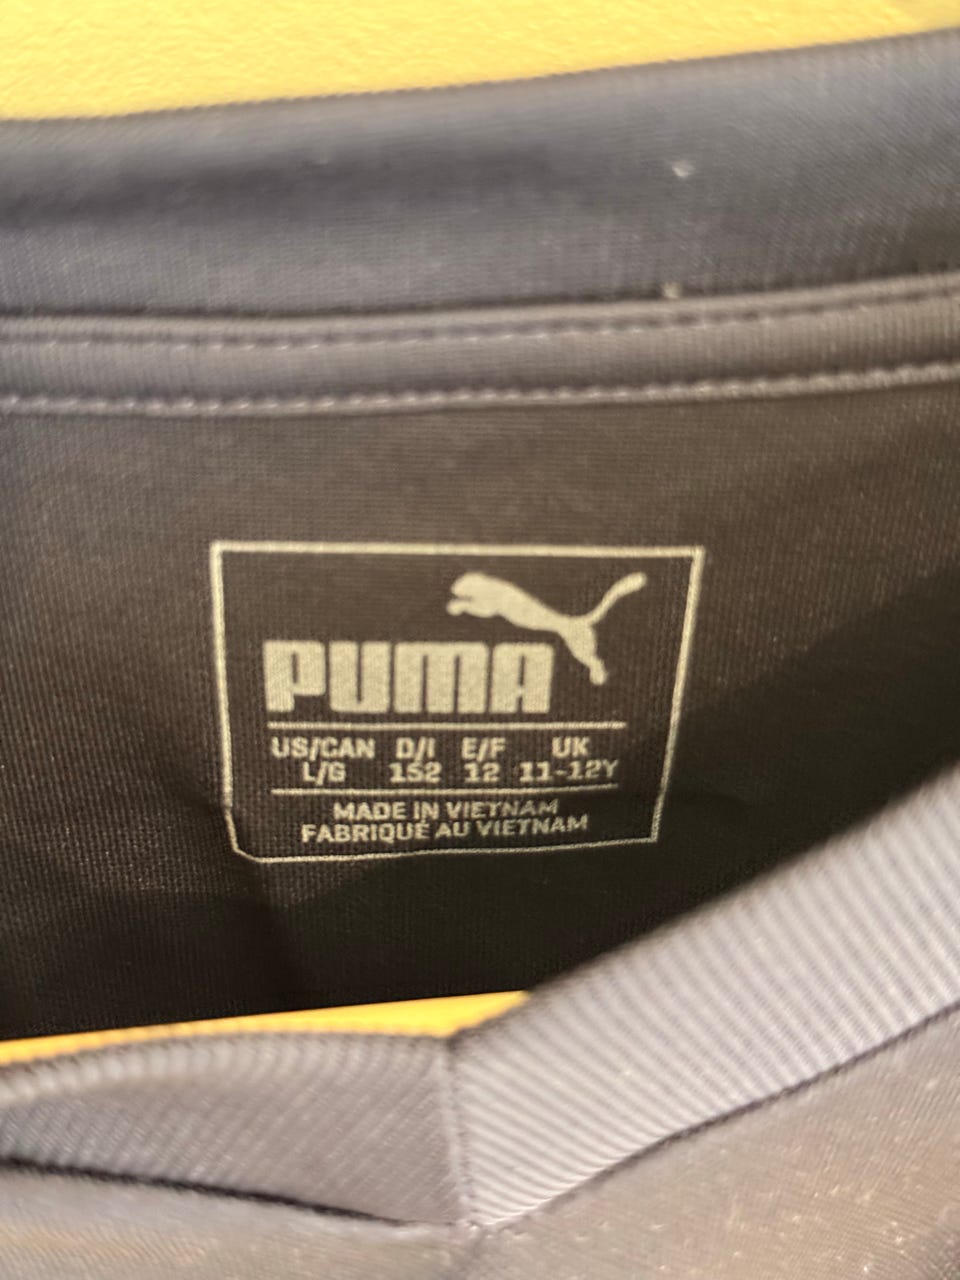 PUMA
US/CAN D/I E/F UK
L/G 152 12 11-12Y
MADE IN VIETNAM
FABRIQUÉ AU VIETNAM